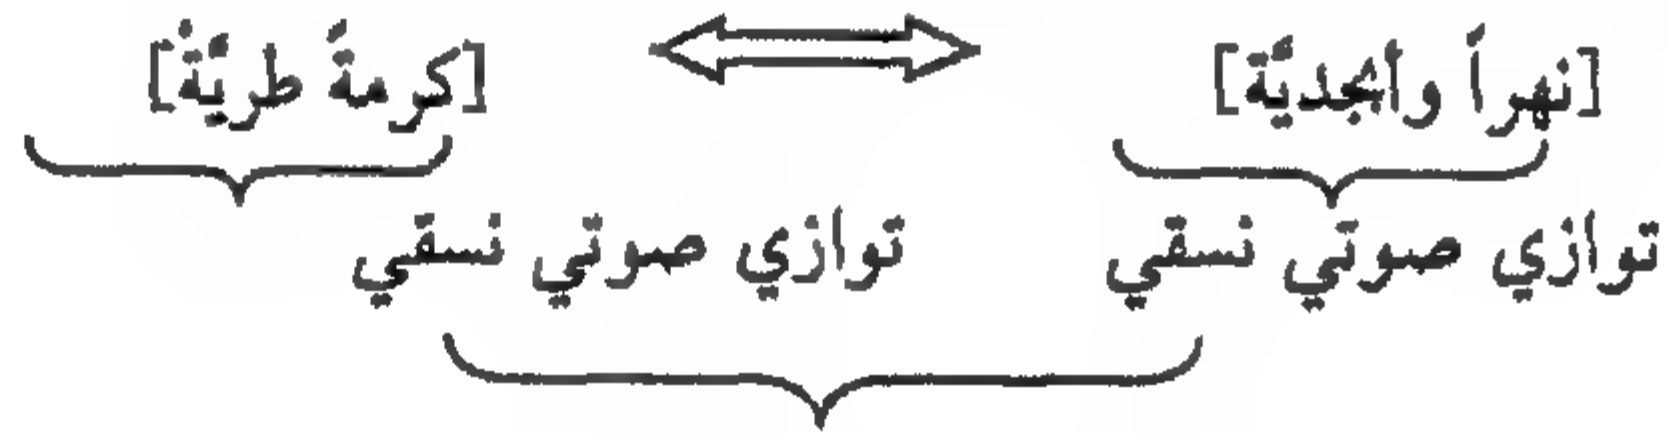 [نهراً وأبجديَّة] [كرمةً طريَّةً]
توازي صوتي نسقي توازي صوتي نسقي